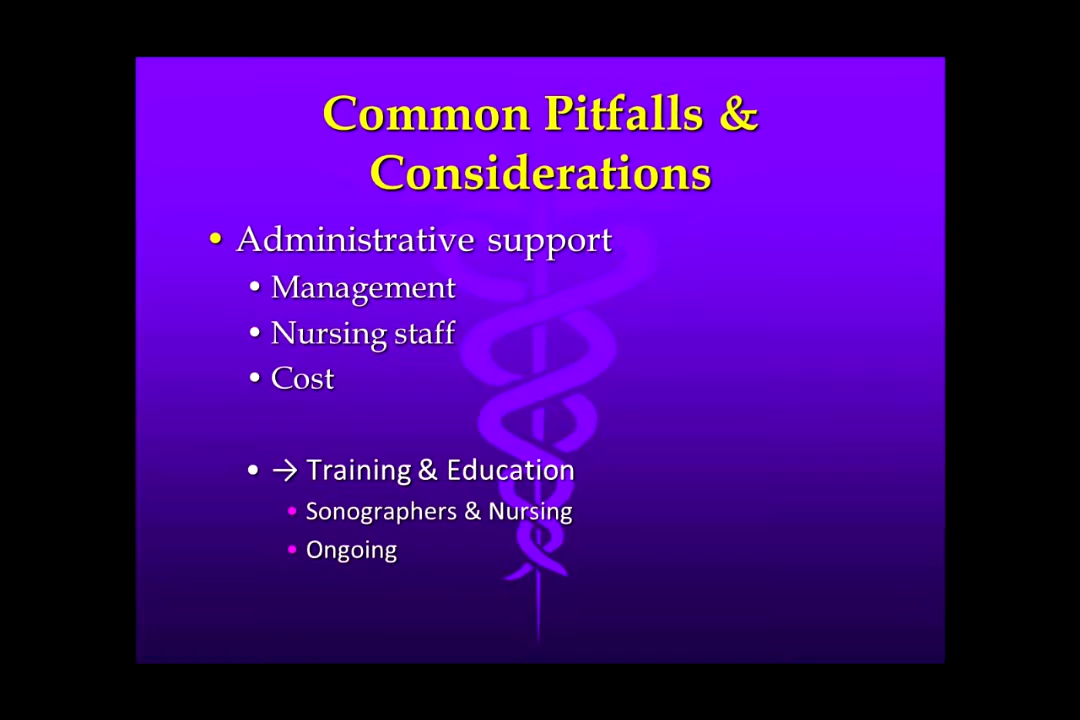 Common Pitfalls &
Considerations
• Administrative support
• Management
• Nursing staff
• Cost
• → Training & Education
• Sonographers & Nursing
• Ongoing